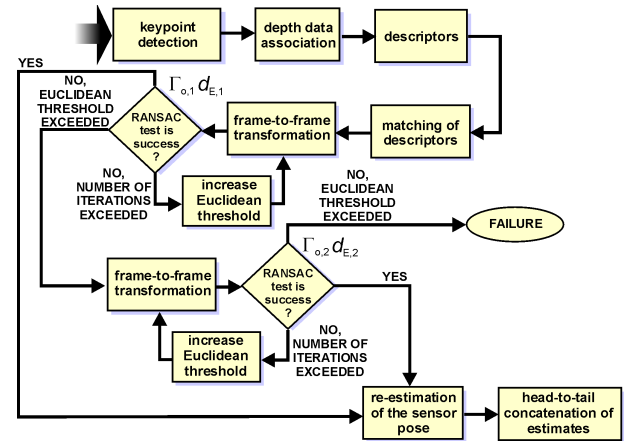 keypoint
detection
depth data
association
descriptors
YES
NO,
EUCLIDEAN
THRESHOLD
EXCEEDED
Γo,1 dE,1
RANSAC
test is
success
?
frame-to-frame
transformation
matching of
descriptors
NO,
NUMBER OF
ITERATIONS
EXCEEDED
increase
Euclidean
threshold
NO,
EUCLIDEAN
THRESHOLD
EXCEEDED
FAILURE
Γo,2 dE,2
frame-to-frame
transformation
RANSAC
test is
success
?
YES
increase
Euclidean
threshold
NO,
NUMBER OF
ITERATIONS
EXCEEDED
re-estimation
of the sensor
pose
head-to-tail
concatenation of
estimates